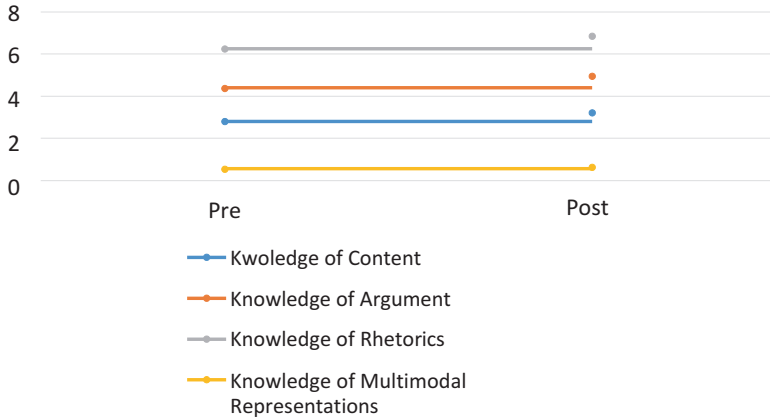 8
6
4
2
0
Pre Post
Kwoledge of Content
Knowledge of Argument
Knowledge of Rhetorics
Knowledge of Multimodal
Representations